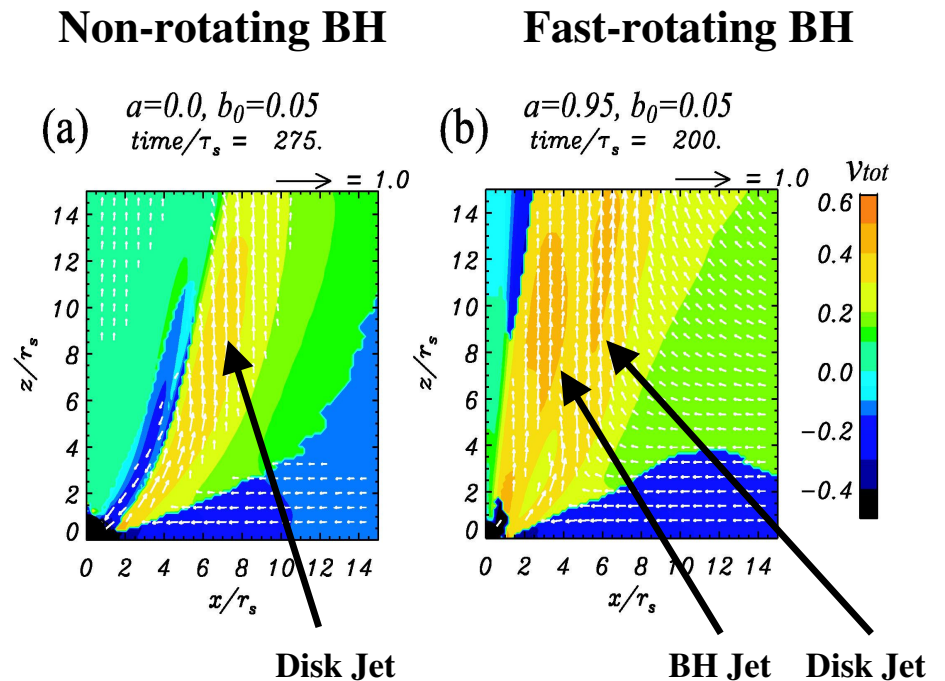 Non-rotating BH
Fast-rotating BH
(a)
a=0.0, b₀=0.05
time/τₛ = 275.
(b)
a=0.95, b₀=0.05
time/τₛ = 200.
= 1.0
= 1.0
v_tot
14
12
10
8
6
4
2
0
z/rₛ
0 2 4 6 8 10 12 14
x/rₛ
14
12
10
8
6
4
2
0
z/rₛ
0 2 4 6 8 10 12 14
x/rₛ
0.6
0.4
0.2
0.0
−0.2
−0.4
Disk Jet
BH Jet
Disk Jet